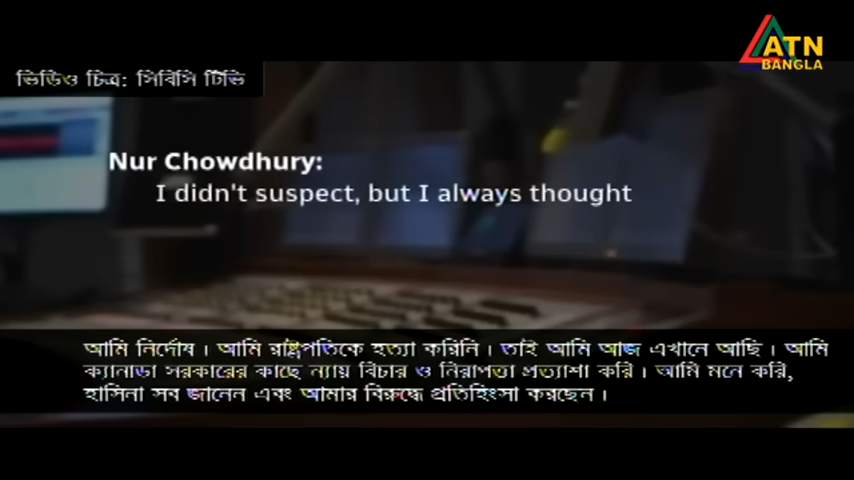 ATN
BANGLA
ভিডিও চিত্র: সিবিসি টিভি
Nur Chowdhury:
I didn't suspect, but I always thought
আমি নির্দোষ। আমি রাষ্ট্রপতিকে হত্যা করিনি। তাই আমি আজ এখানে আছি। আমি
ক্যানাডা সরকারের কাছে ন্যায় বিচার ও নিরাপত্তা প্রত্যাশা করি। আমি মনে করি,
হাসিনা সব জানেন এবং আমার বিরুদ্ধে প্রতিহিংসা করছেন।